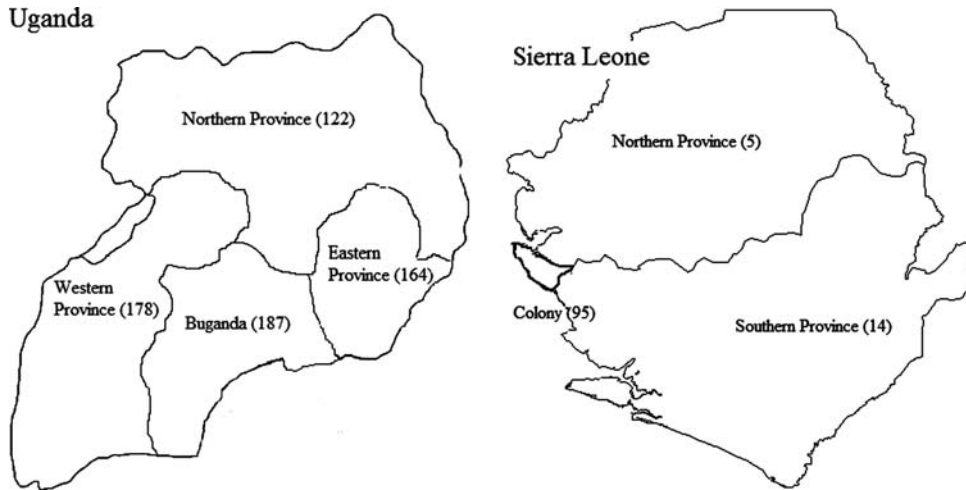 Uganda
Northern Province (122)
Eastern
Province (164)
Western
Province (178)
Buganda (187)
Sierra Leone
Northern Province (5)
Colony (95)
Southern Province (14)